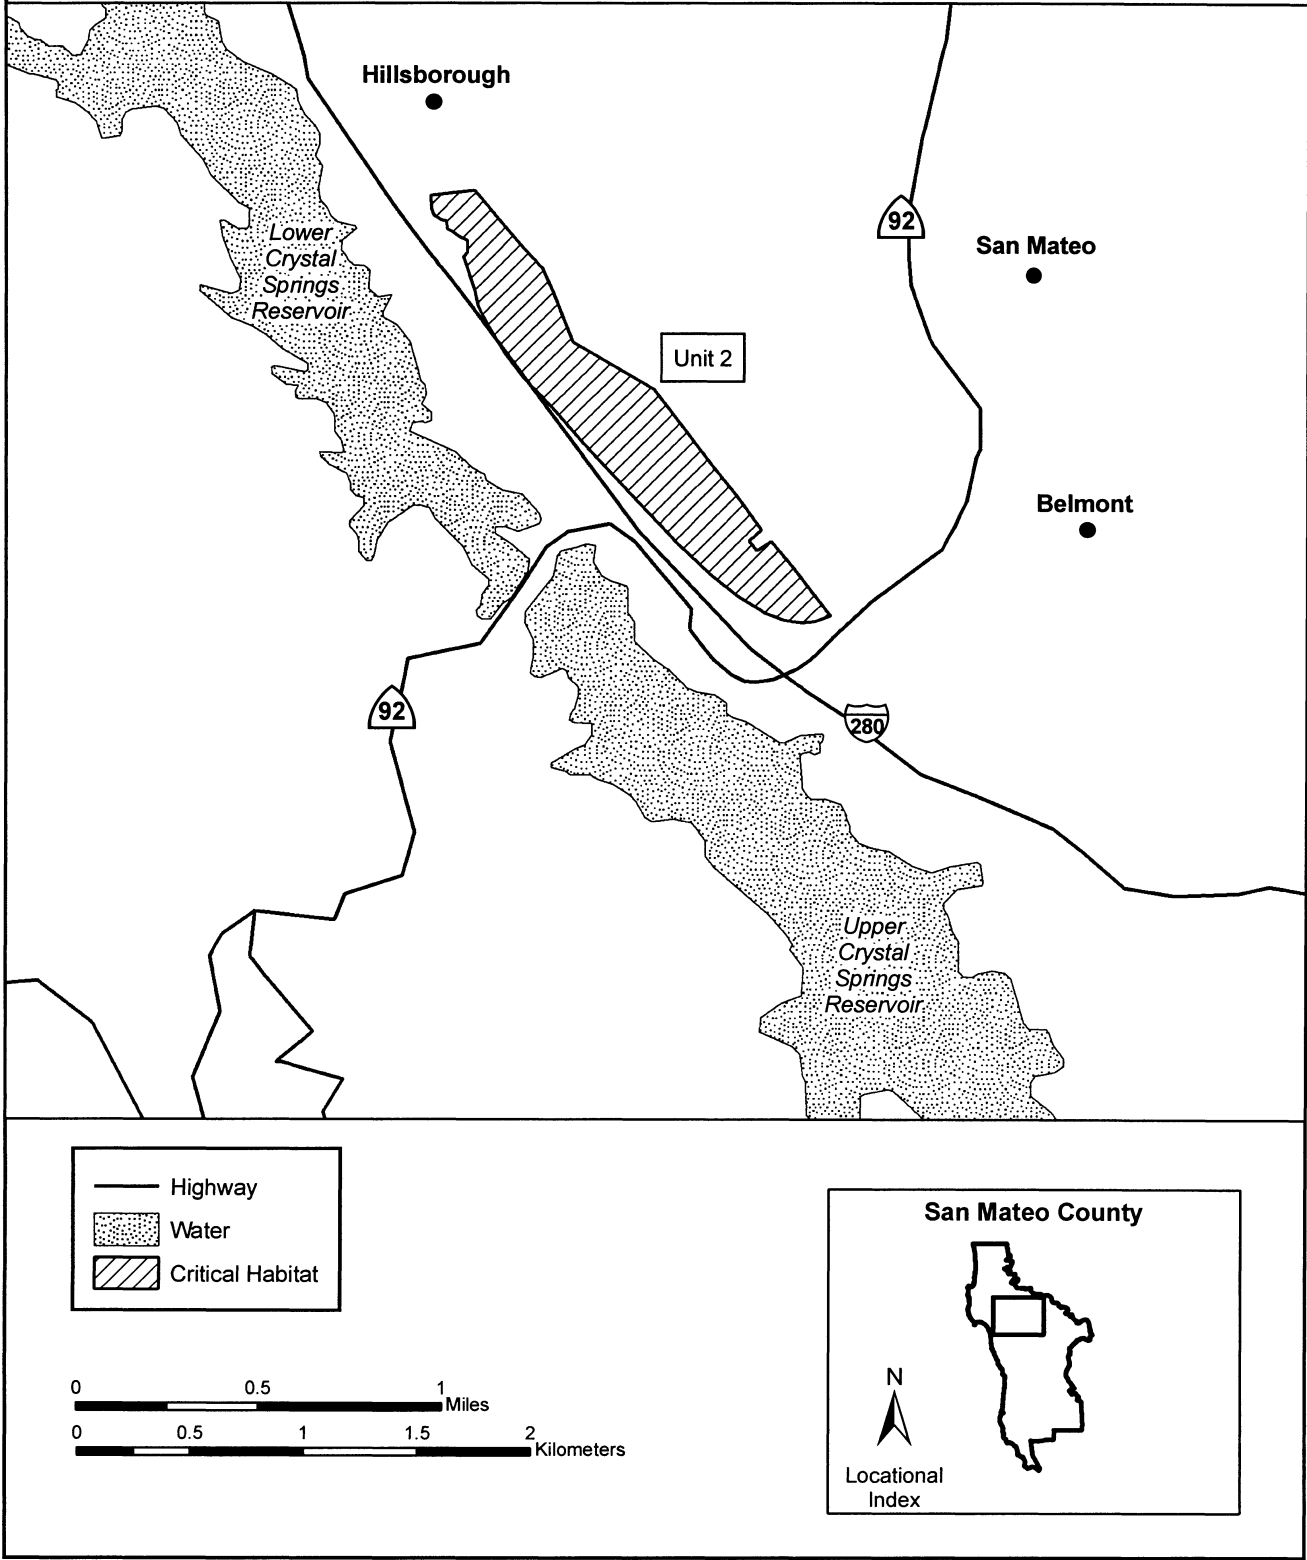 Hillsborough
92
San Mateo
Lower
Crystal
Springs
Reservoir
Unit 2
Belmont
92
280
Upper
Crystal
Springs
Reservoir
Highway
Water
Critical Habitat
San Mateo County
N
Locational
Index
0 0.5 1
Miles
0 0.5 1 1.5 2
Kilometers